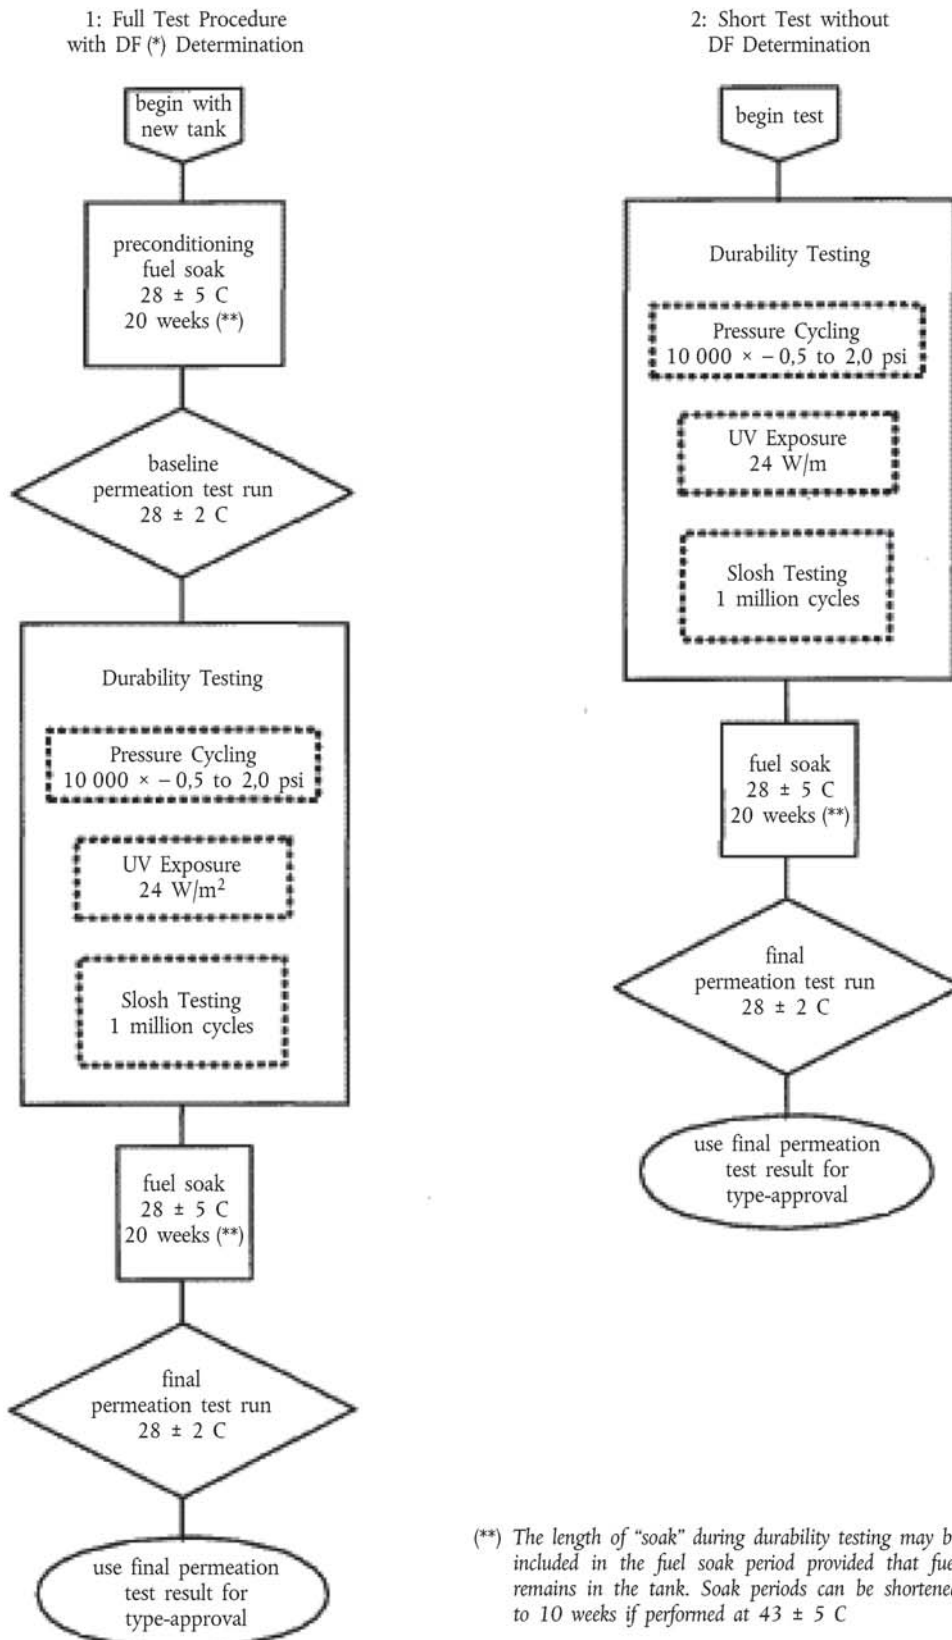 1: Full Test Procedure
with DF (*) Determination
begin with
new tank
preconditioning
fuel soak
28 ± 5 C
20 weeks (**)
baseline
permeation test run
28 ± 2 C
Durability Testing
Pressure Cycling
10 000 × – 0,5 to 2,0 psi
UV Exposure
24 W/m²
Slosh Testing
1 million cycles
fuel soak
28 ± 5 C
20 weeks (**)
final
permeation test run
28 ± 2 C
use final permeation
test result for
type-approval
2: Short Test without
DF Determination
begin test
Durability Testing
Pressure Cycling
10 000 × – 0,5 to 2,0 psi
UV Exposure
24 W/m
Slosh Testing
1 million cycles
fuel soak
28 ± 5 C
20 weeks (**)
final
permeation test run
28 ± 2 C
use final permeation
test result for
type-approval
(**) The length of "soak" during durability testing may b
included in the fuel soak period provided that fue
remains in the tank. Soak periods can be shortene
to 10 weeks if performed at 43 ± 5 C